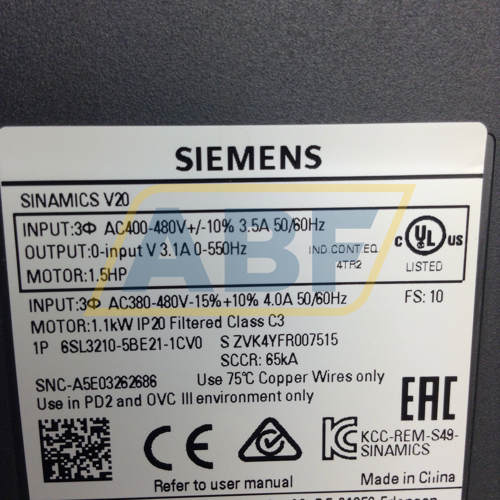 SIEMENS
SINAMICS V20
INPUT:3Φ AC400-480V+/-10% 3.5A 50/60Hz
OUTPUT:0-input V 3.1A 0-550Hz
MOTOR:1.5HP
IND.CONT.EQ.
4TR2
C UL US
LISTED
INPUT:3Φ AC380-480V-15%+10% 4.0A 50/60Hz
FS: 10
MOTOR:1.1kW IP20 Filtered Class C3
1P 6SL3210-5BE21-1CV0 S ZVK4YFR007515
SCCR: 65kA
SNC-A5E03262686 Use 75℃ Copper Wires only
Use in PD2 and OVC III environment only
EAC
CE
KCC-REM-S49-
SINAMICS
Refer to user manual
Made in China
ABF